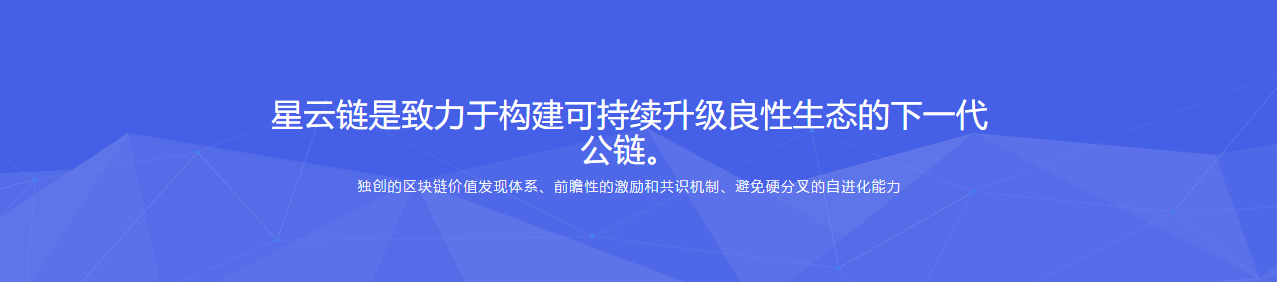 星云链是致力于构建可持续升级良性生态的下一代
公链。
独创的区块链价值发现体系、前瞻性的激励和共识机制、避免硬分叉的自进化能力